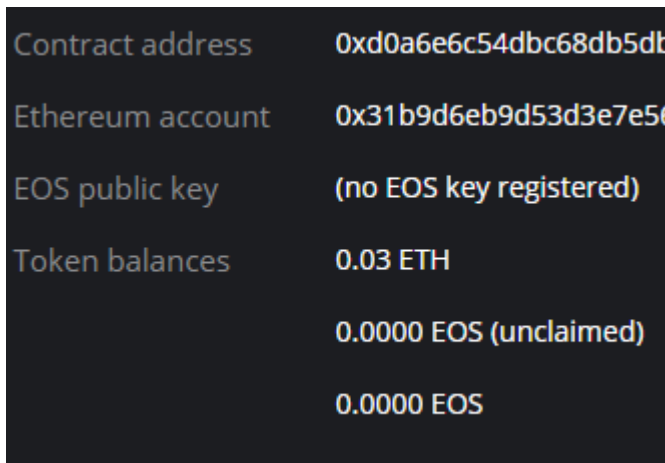 Contract address 0xd0a6e6c54dbc68db5db
Ethereum account 0x31b9d6eb9d53d3e7e56
EOS public key (no EOS key registered)
Token balances 0.03 ETH
0.0000 EOS (unclaimed)
0.0000 EOS